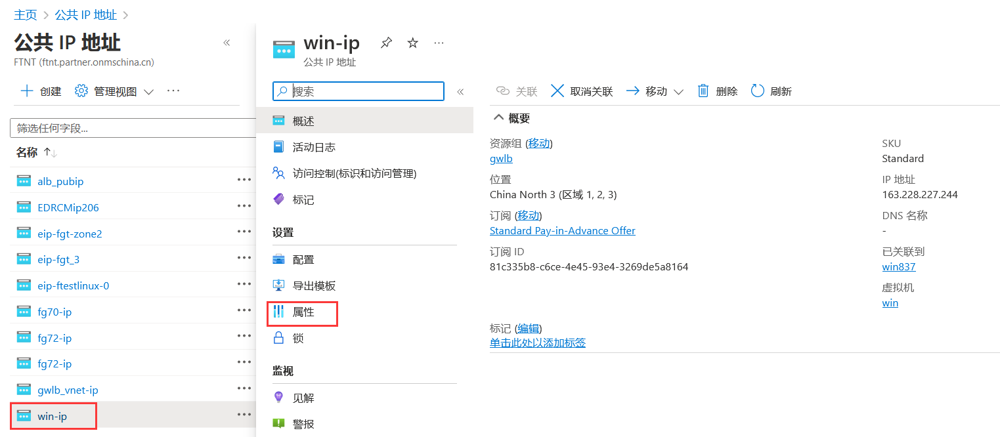 主页 > 公共 IP 地址 >
公共 IP 地址
FTNT (ftnt.partner.onmschina.cn)
创建 管理视图
筛选任何字段...
名称
alb_pubip
EDRCMip206
eip-fgt-zone2
eip-fgt_3
eip-ftestlinux-0
fg70-ip
fg72-ip
fg72-ip
gwlb_vnet-ip
win-ip
win-ip
公共 IP 地址
搜索
概述
活动日志
访问控制(标识和访问管理)
标记
设置
配置
导出模板
属性
锁
监视
见解
警报
关联 取消关联 移动 删除 刷新
概要
资源组 (移动)
gwlb
位置
China North 3 (区域 1, 2, 3)
订阅 (移动)
Standard Pay-in-Advance Offer
订阅 ID
81c335b8-c6ce-4e45-93e4-3269de5a8164
SKU
Standard
IP 地址
163.228.227.244
DNS 名称
-
已关联到
win837
虚拟机
win
标记 (编辑)
单击此处以添加标签